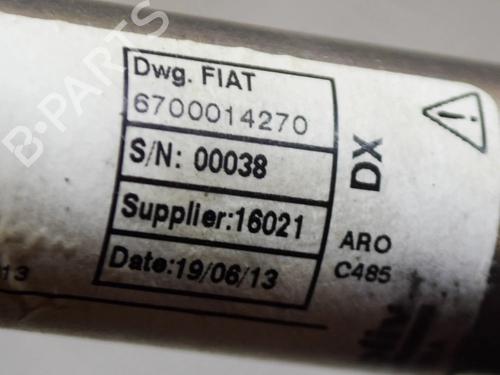 Dwg. FIAT
6700014270
S/N: 00038
Supplier:16021
Date:19/06/13
DX
ARO
C485
13
B-PARTS